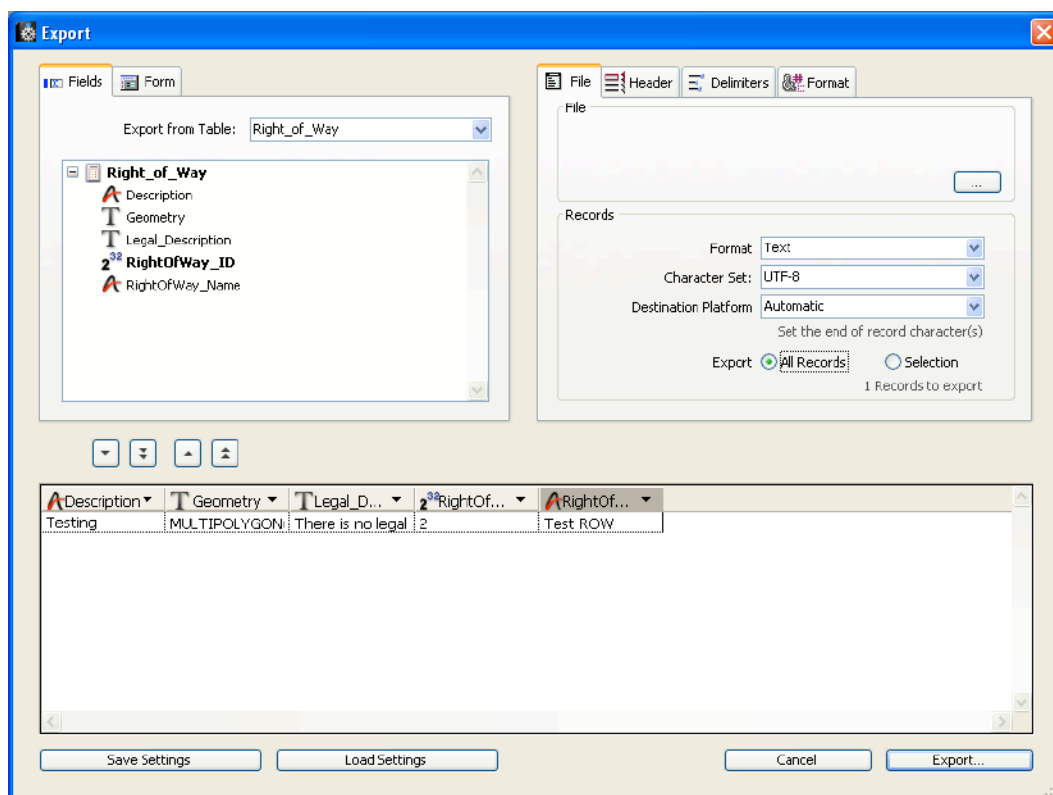 Export
Fields
Form
Export from Table:
Right_of_Way
Right_of_Way
Description
Geometry
Legal_Description
2³² RightOfWay_ID
RightOfWay_Name
File
Header
Delimiters
Format
File
...
Records
Format
Text
Character Set:
UTF-8
Destination Platform
Automatic
Set the end of record character(s)
Export
All Records
Selection
1 Records to export
Description
Geometry
Legal_D...
2³²RightOf...
RightOf...
Testing
MULTIPOLYGON
There is no legal
2
Test ROW
Save Settings
Load Settings
Cancel
Export...